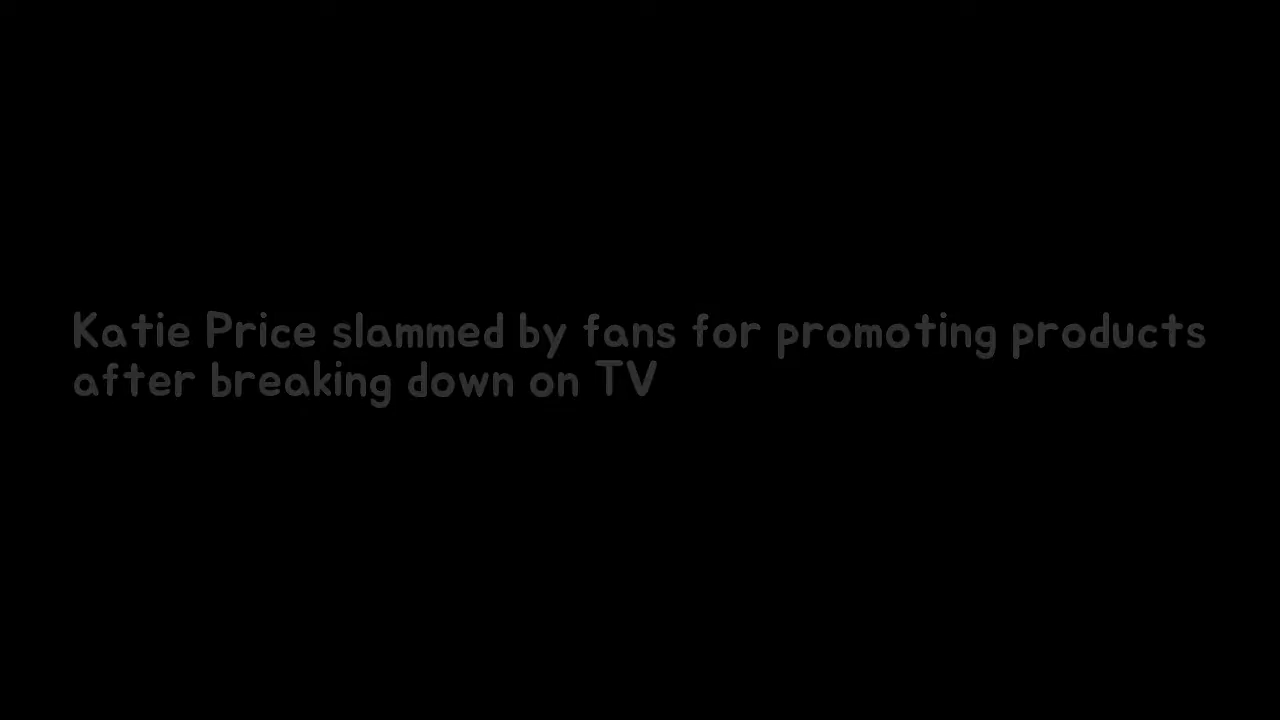 Katie Price slammed by fans for promoting products
after breaking down on TV